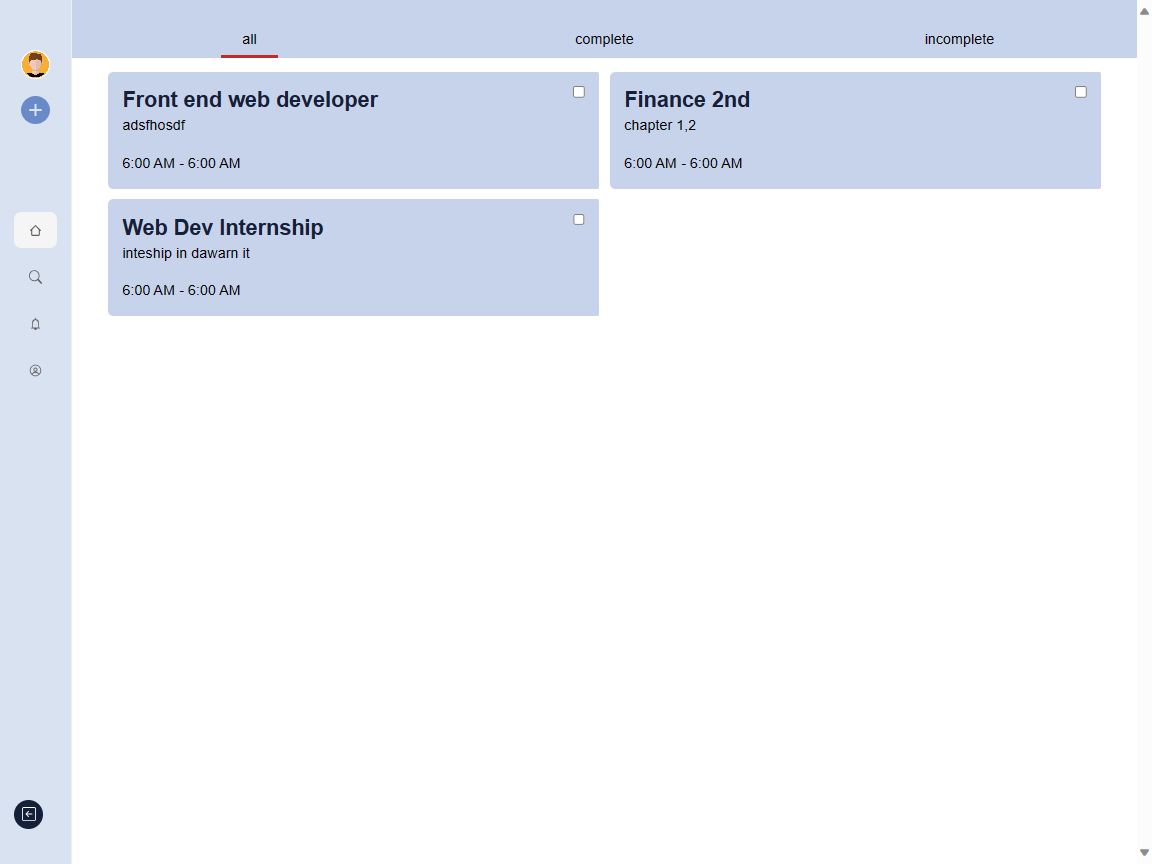 all
complete
incomplete
Front end web developer
adsfhosdf
6:00 AM - 6:00 AM
Finance 2nd
chapter 1,2
6:00 AM - 6:00 AM
Web Dev Internship
inteship in dawarn it
6:00 AM - 6:00 AM